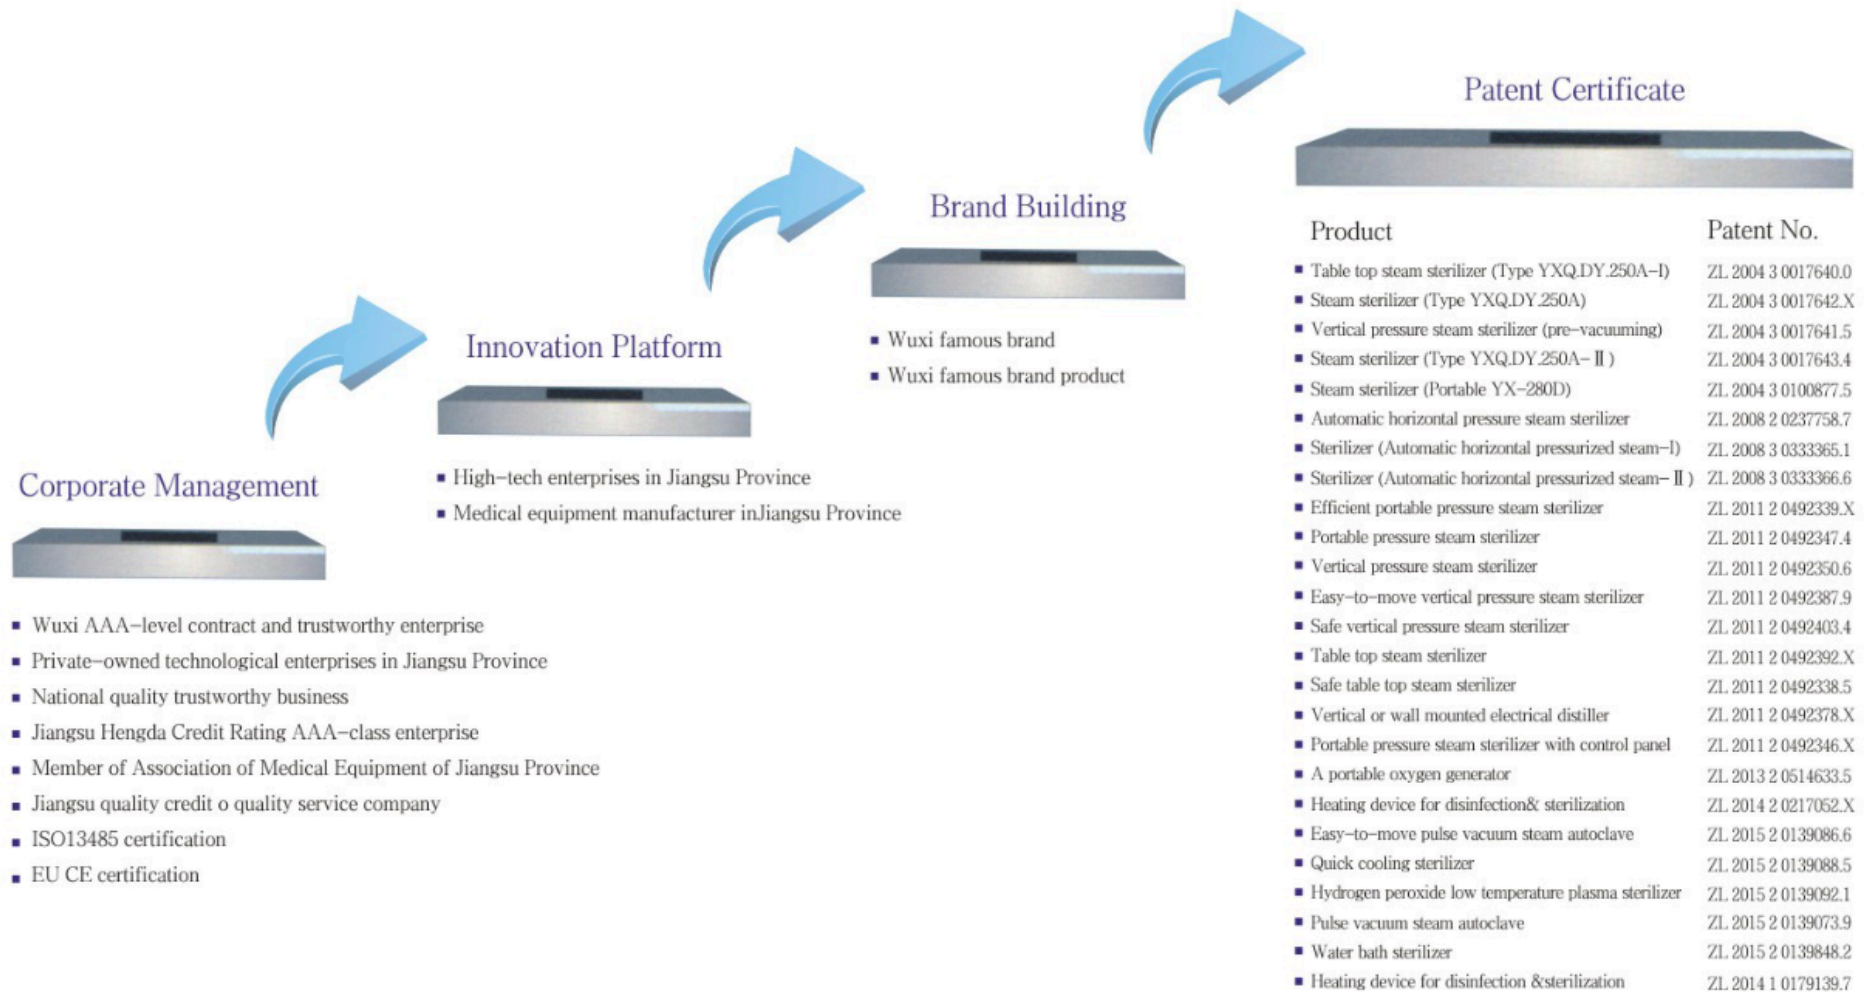 Corporate Management
▪ Wuxi AAA-level contract and trustworthy enterprise
▪ Private-owned technological enterprises in Jiangsu Province
▪ National quality trustworthy business
▪ Jiangsu Hengda Credit Rating AAA-class enterprise
▪ Member of Association of Medical Equipment of Jiangsu Province
▪ Jiangsu quality credit o quality service company
▪ ISO13485 certification
▪ EU CE certification
Innovation Platform
▪ High-tech enterprises in Jiangsu Province
▪ Medical equipment manufacturer inJiangsu Province
Brand Building
▪ Wuxi famous brand
▪ Wuxi famous brand product
Patent Certificate
Product Patent No.
▪ Table top steam sterilizer (Type YXQ.DY.250A-I) ZL 2004 3 0017640.0
▪ Steam sterilizer (Type YXQ.DY.250A) ZL 2004 3 0017642.X
▪ Vertical pressure steam sterilizer (pre-vacuuming) ZL 2004 3 0017641.5
▪ Steam sterilizer (Type YXQ.DY.250A-Ⅱ) ZL 2004 3 0017643.4
▪ Steam sterilizer (Portable YX-280D) ZL 2004 3 0100877.5
▪ Automatic horizontal pressure steam sterilizer ZL 2008 2 0237758.7
▪ Sterilizer (Automatic horizontal pressurized steam-I) ZL 2008 3 0333365.1
▪ Sterilizer (Automatic horizontal pressurized steam-Ⅱ) ZL 2008 3 0333366.6
▪ Efficient portable pressure steam sterilizer ZL 2011 2 0492339.X
▪ Portable pressure steam sterilizer ZL 2011 2 0492347.4
▪ Vertical pressure steam sterilizer ZL 2011 2 0492350.6
▪ Easy-to-move vertical pressure steam sterilizer ZL 2011 2 0492387.9
▪ Safe vertical pressure steam sterilizer ZL 2011 2 0492403.4
▪ Table top steam sterilizer ZL 2011 2 0492392.X
▪ Safe table top steam sterilizer ZL 2011 2 0492338.5
▪ Vertical or wall mounted electrical distiller ZL 2011 2 0492378.X
▪ Portable pressure steam sterilizer with control panel ZL 2011 2 0492346.X
▪ A portable oxygen generator ZL 2013 2 0514633.5
▪ Heating device for disinfection& sterilization ZL 2014 2 0217052.X
▪ Easy-to-move pulse vacuum steam autoclave ZL 2015 2 0139086.6
▪ Quick cooling sterilizer ZL 2015 2 0139088.5
▪ Hydrogen peroxide low temperature plasma sterilizer ZL 2015 2 0139092.1
▪ Pulse vacuum steam autoclave ZL 2015 2 0139073.9
▪ Water bath sterilizer ZL 2015 2 0139848.2
▪ Heating device for disinfection &sterilization ZL 2014 1 0179139.7